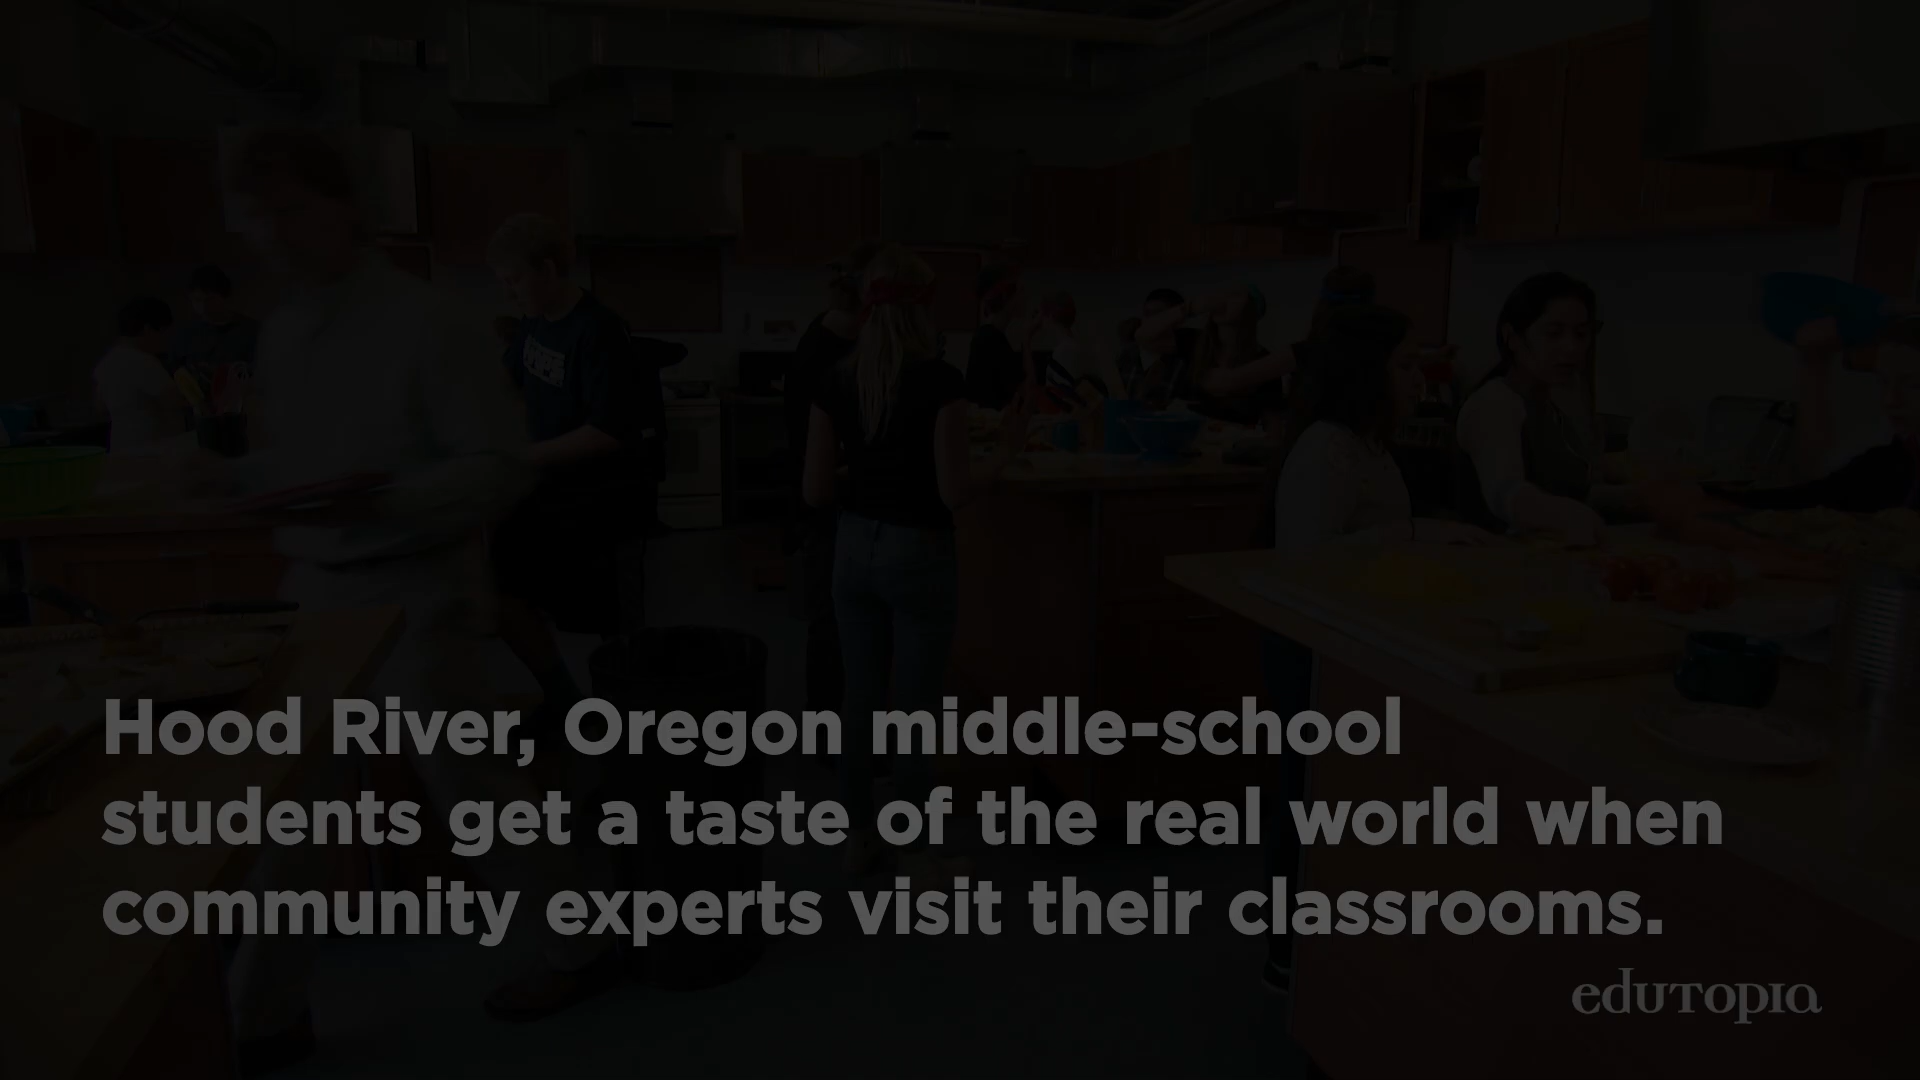 Hood River, Oregon middle-school
students get a taste of the real world when
community experts visit their classrooms.
edutopia